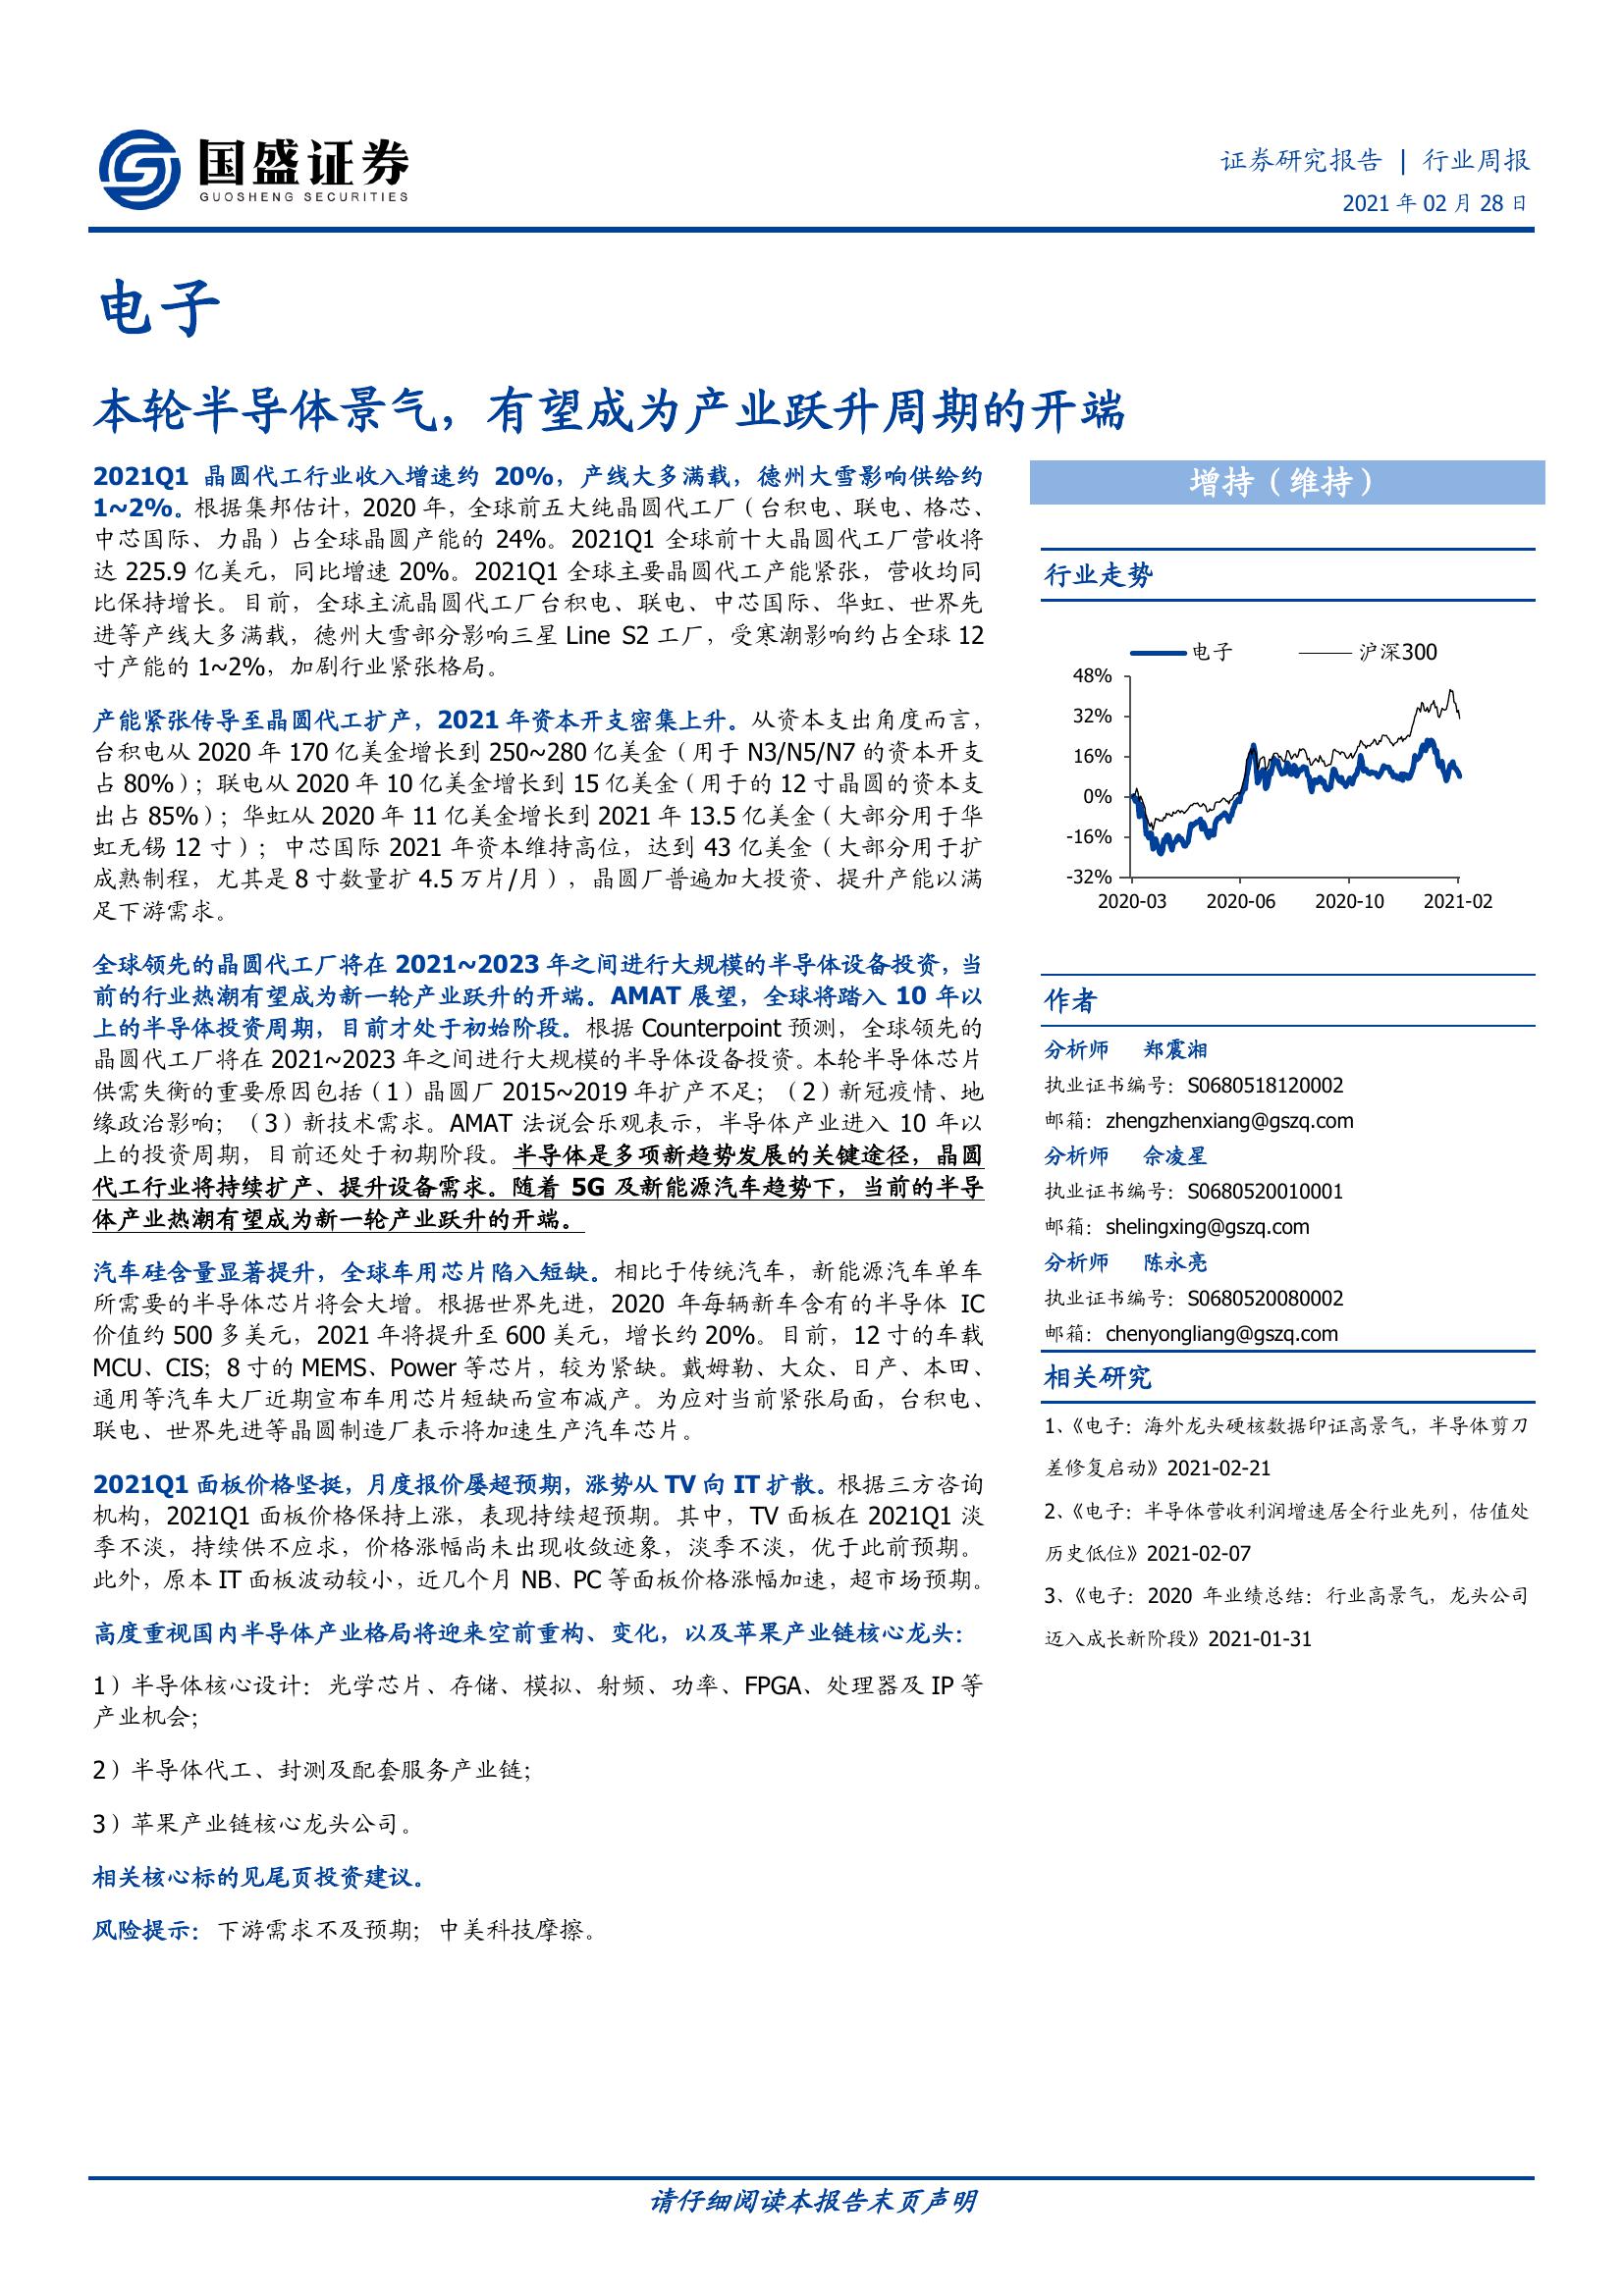 国盛证券
GUOSHENG SECURITIES
证券研究报告 | 行业周报
2021 年 02 月 28 日
电子
本轮半导体景气，有望成为产业跃升周期的开端
2021Q1 晶圆代工行业收入增速约 20%，产线大多满载，德州大雪影响供给约
1~2%。根据集邦估计，2020 年，全球前五大纯晶圆代工厂（台积电、联电、格芯、
中芯国际、力晶）占全球晶圆产能的 24%。2021Q1 全球前十大晶圆代工厂营收将
达 225.9 亿美元，同比增速 20%。2021Q1 全球主要晶圆代工产能紧张，营收均同
比保持增长。目前，全球主流晶圆代工厂台积电、联电、中芯国际、华虹、世界先
进等产线大多满载，德州大雪部分影响三星 Line S2 工厂，受寒潮影响约占全球 12
寸产能的 1~2%，加剧行业紧张格局。
产能紧张传导至晶圆代工扩产，2021 年资本开支密集上升。从资本支出角度而言，
台积电从 2020 年 170 亿美金增长到 250~280 亿美金（用于 N3/N5/N7 的资本开支
占 80%）；联电从 2020 年 10 亿美金增长到 15 亿美金（用于的 12 寸晶圆的资本支
出占 85%）；华虹从 2020 年 11 亿美金增长到 2021 年 13.5 亿美金（大部分用于华
虹无锡 12 寸）；中芯国际 2021 年资本维持高位，达到 43 亿美金（大部分用于扩
成熟制程，尤其是 8 寸数量扩 4.5 万片/月），晶圆厂普遍加大投资、提升产能以满
足下游需求。
全球领先的晶圆代工厂将在 2021~2023 年之间进行大规模的半导体设备投资，当
前的行业热潮有望成为新一轮产业跃升的开端。AMAT 展望，全球将踏入 10 年以
上的半导体投资周期，目前才处于初始阶段。根据 Counterpoint 预测，全球领先的
晶圆代工厂将在 2021~2023 年之间进行大规模的半导体设备投资。本轮半导体芯片
供需失衡的重要原因包括（1）晶圆厂 2015~2019 年扩产不足；（2）新冠疫情、地
缘政治影响；（3）新技术需求。AMAT 法说会乐观表示，半导体产业进入 10 年以
上的投资周期，目前还处于初期阶段。半导体是多项新趋势发展的关键途径，晶圆
代工行业将持续扩产、提升设备需求。随着 5G 及新能源汽车趋势下，当前的半导
体产业热潮有望成为新一轮产业跃升的开端。
汽车硅含量显著提升，全球车用芯片陷入短缺。相比于传统汽车，新能源汽车单车
所需要的半导体芯片将会大增。根据世界先进，2020 年每辆新车含有的半导体 IC
价值约 500 多美元，2021 年将提升至 600 美元，增长约 20%。目前，12 寸的车载
MCU、CIS；8 寸的 MEMS、Power 等芯片，较为紧缺。戴姆勒、大众、日产、本田、
通用等汽车大厂近期宣布车用芯片短缺而宣布减产。为应对当前紧张局面，台积电、
联电、世界先进等晶圆制造厂表示将加速生产汽车芯片。
2021Q1 面板价格坚挺，月度报价屡超预期，涨势从 TV 向 IT 扩散。根据三方咨询
机构，2021Q1 面板价格保持上涨，表现持续超预期。其中，TV 面板在 2021Q1 淡
季不淡，持续供不应求，价格涨幅尚未出现收敛迹象，淡季不淡，优于此前预期。
此外，原本 IT 面板波动较小，近几个月 NB、PC 等面板价格涨幅加速，超市场预期。
高度重视国内半导体产业格局将迎来空前重构、变化，以及苹果产业链核心龙头：
1）半导体核心设计：光学芯片、存储、模拟、射频、功率、FPGA、处理器及 IP 等
产业机会；
2）半导体代工、封测及配套服务产业链；
3）苹果产业链核心龙头公司。
相关核心标的见尾页投资建议。
风险提示：下游需求不及预期；中美科技摩擦。
增持（维持）
行业走势
电子 沪深300
48%
32%
16%
0%
-16%
-32%
2020-03 2020-06 2020-10 2021-02
作者
分析师 郑震湘
执业证书编号：S0680518120002
邮箱：zhengzhenxiang@gszq.com
分析师 佘凌星
执业证书编号：S0680520010001
邮箱：shelingxing@gszq.com
分析师 陈永亮
执业证书编号：S0680520080002
邮箱：chenyongliang@gszq.com
相关研究
1、《电子：海外龙头硬核数据印证高景气，半导体剪刀
差修复启动》2021-02-21
2、《电子：半导体营收利润增速居全行业先列，估值处
历史低位》2021-02-07
3、《电子：2020 年业绩总结：行业高景气，龙头公司
迈入成长新阶段》2021-01-31
请仔细阅读本报告末页声明